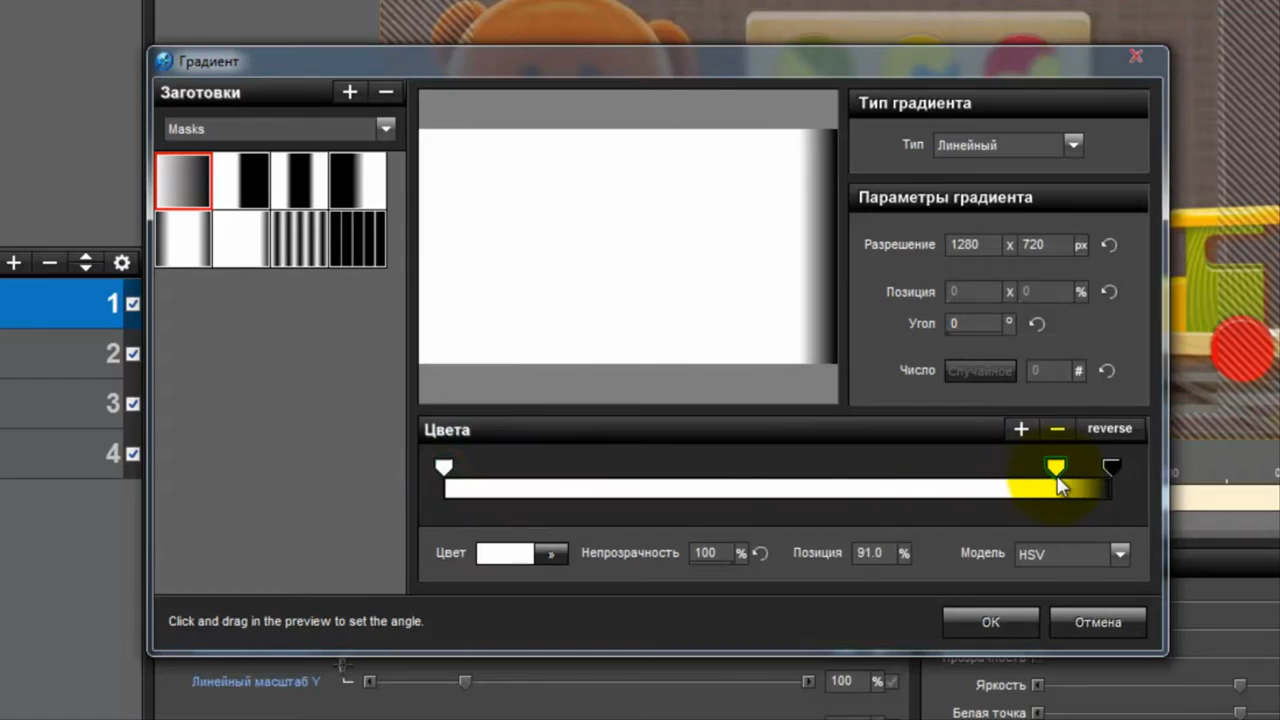 Градиент
Заготовки + −
Masks
Тип градиента
Тип Линейный
Параметры градиента
Разрешение 1280 x 720 px
Позиция 0 x 0 %
Угол 0 °
Число Случайное 0 #
1
2
3
4
Цвета + − reverse
Цвет » Непрозрачность 100 % Позиция 91.0 % Модель HSV
Click and drag in the preview to set the angle.
OK Отмена
Линейный масштаб Y 100 %
Прозрачность
Яркость
Белая точка